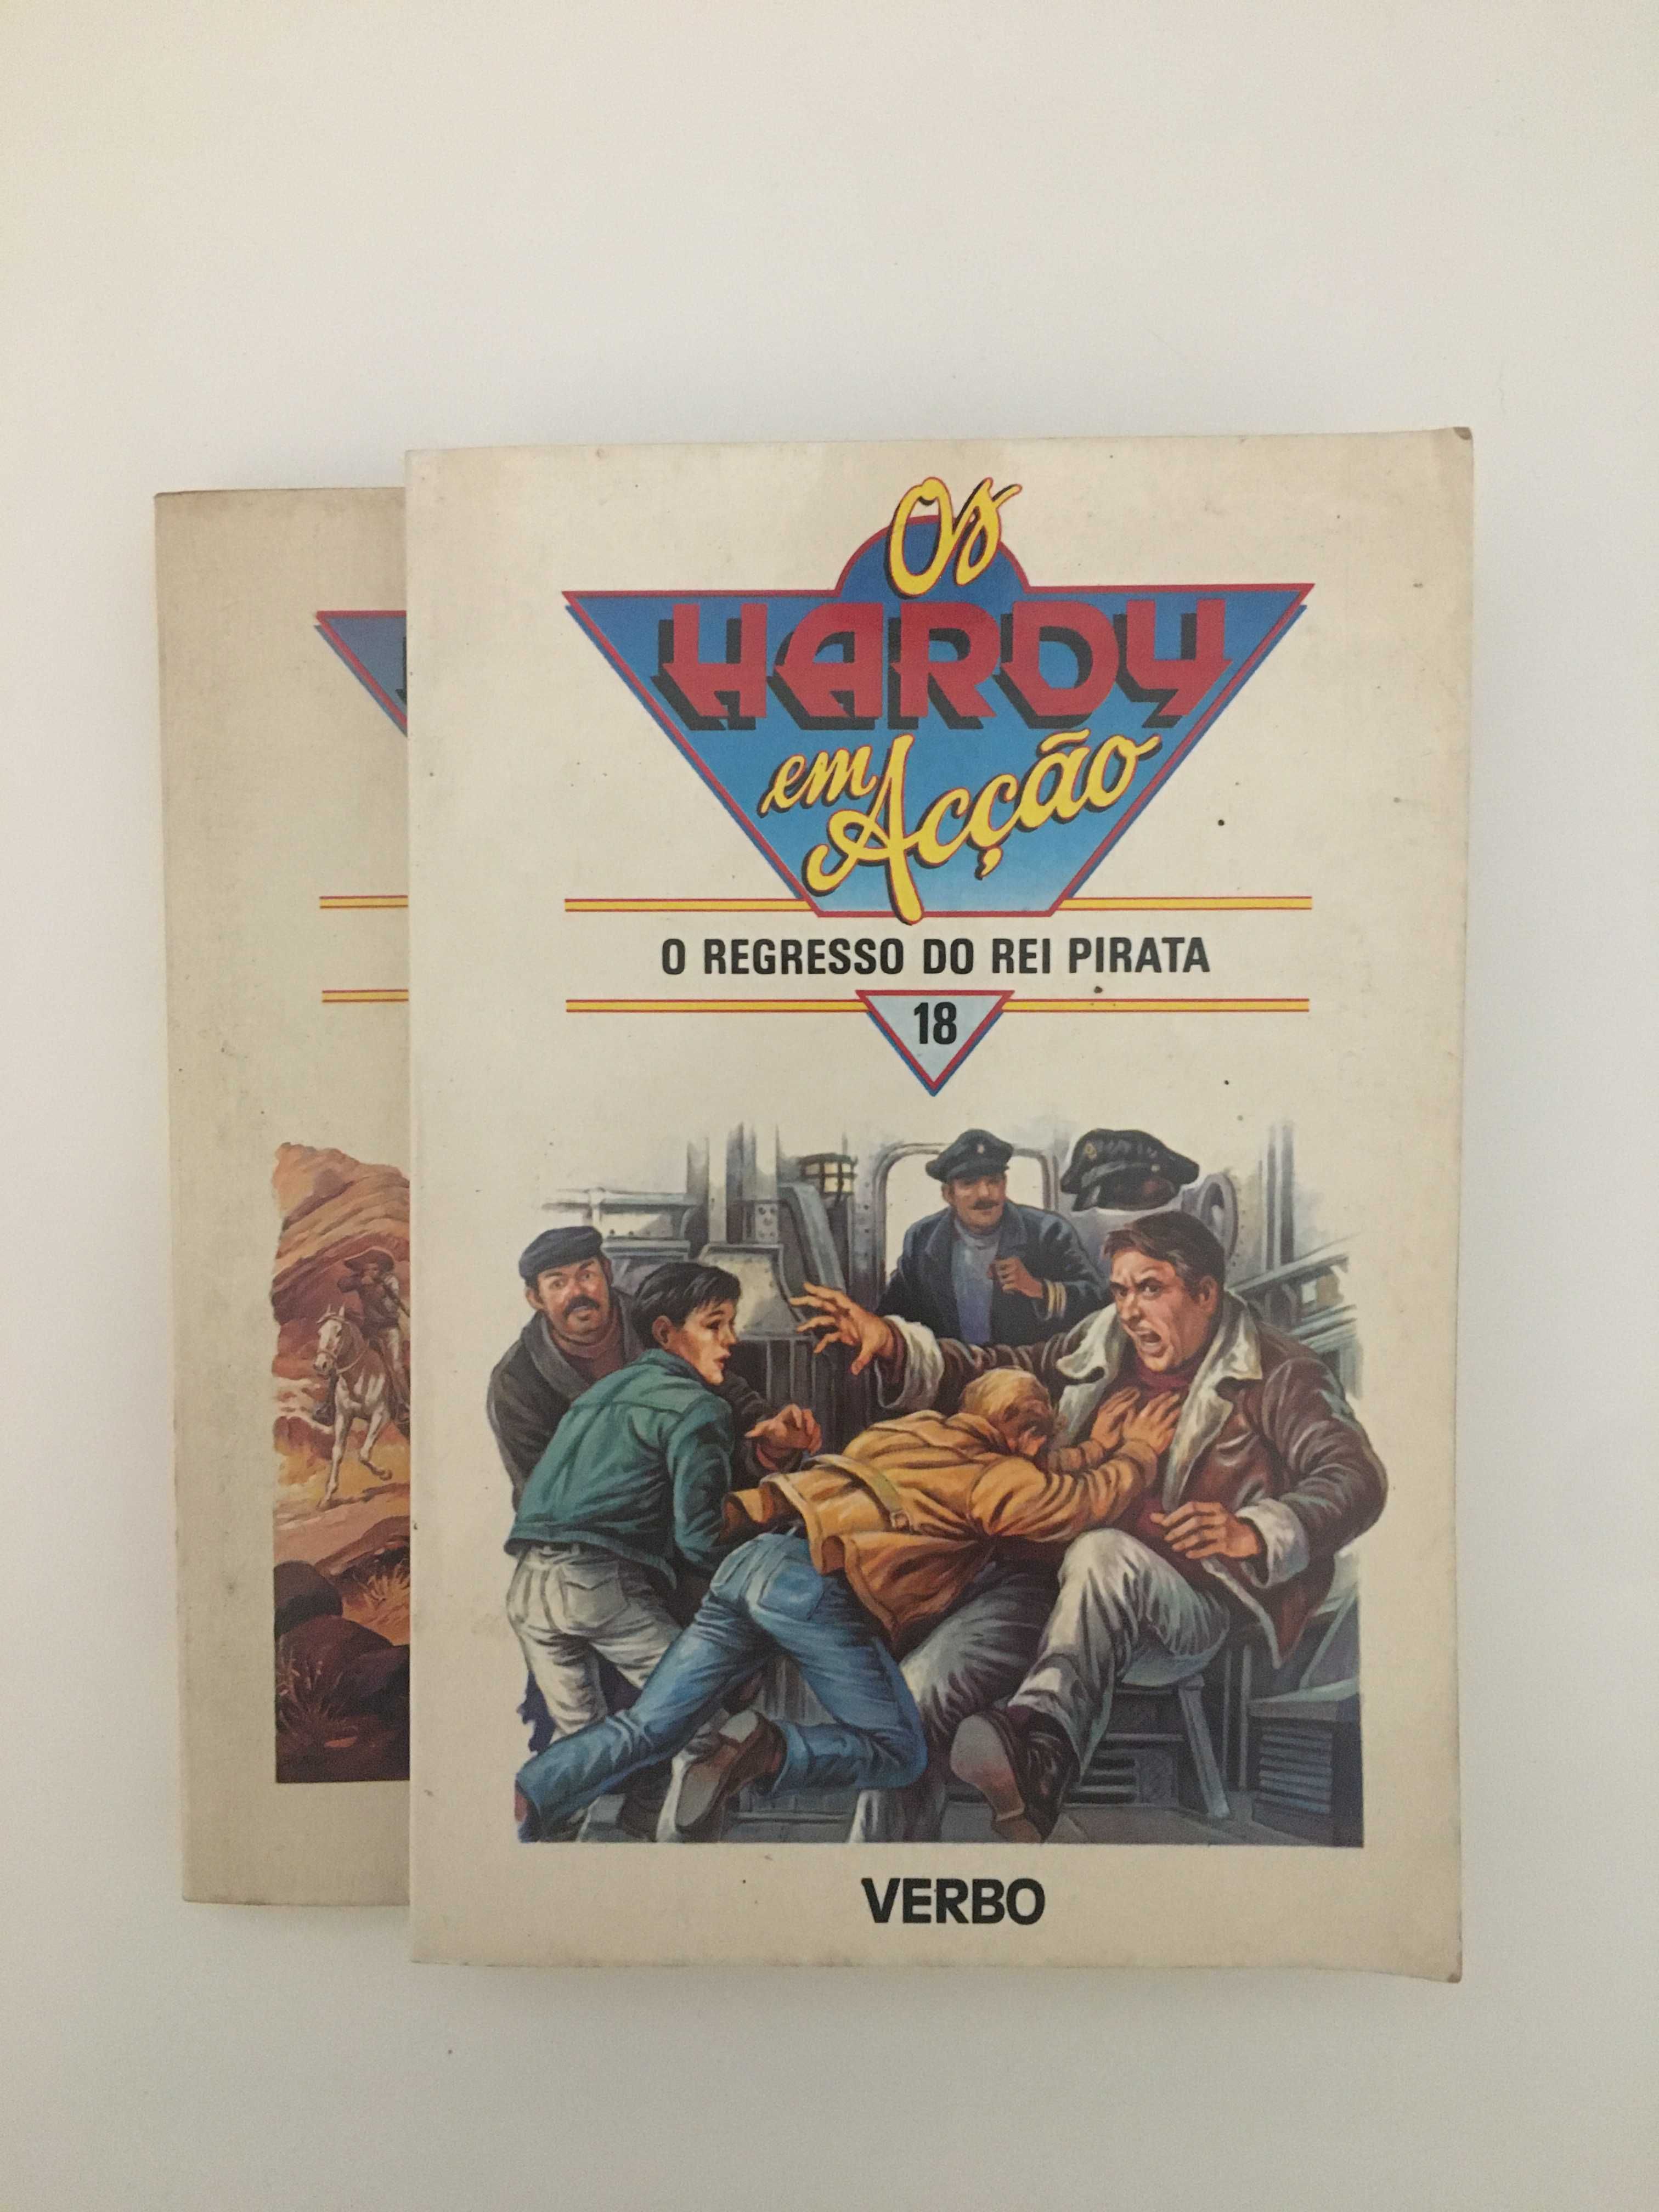 Os
HARDY
em
Acção
O REGRESSO DO REI PIRATA
18
VERBO